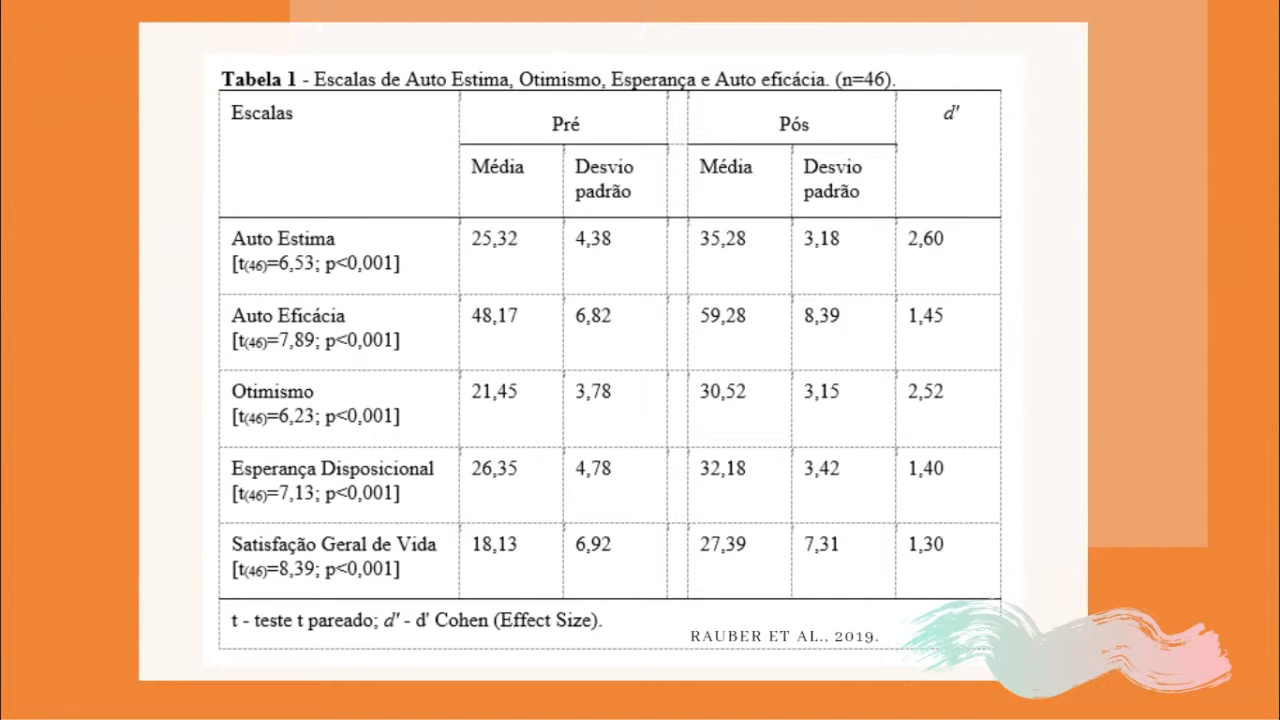 Tabela 1 - Escalas de Auto Estima, Otimismo, Esperança e Auto eficácia. (n=46).
Escalas Pré Pós d'
Média Desvio padrão Média Desvio padrão
Auto Estima 25,32 4,38 35,28 3,18 2,60
[t(46)=6,53; p<0,001]
Auto Eficácia 48,17 6,82 59,28 8,39 1,45
[t(46)=7,89; p<0,001]
Otimismo 21,45 3,78 30,52 3,15 2,52
[t(46)=6,23; p<0,001]
Esperança Disposicional 26,35 4,78 32,18 3,42 1,40
[t(46)=7,13; p<0,001]
Satisfação Geral de Vida 18,13 6,92 27,39 7,31 1,30
[t(46)=8,39; p<0,001]
t - teste t pareado; d' - d' Cohen (Effect Size).
RAUBER ET AL., 2019.